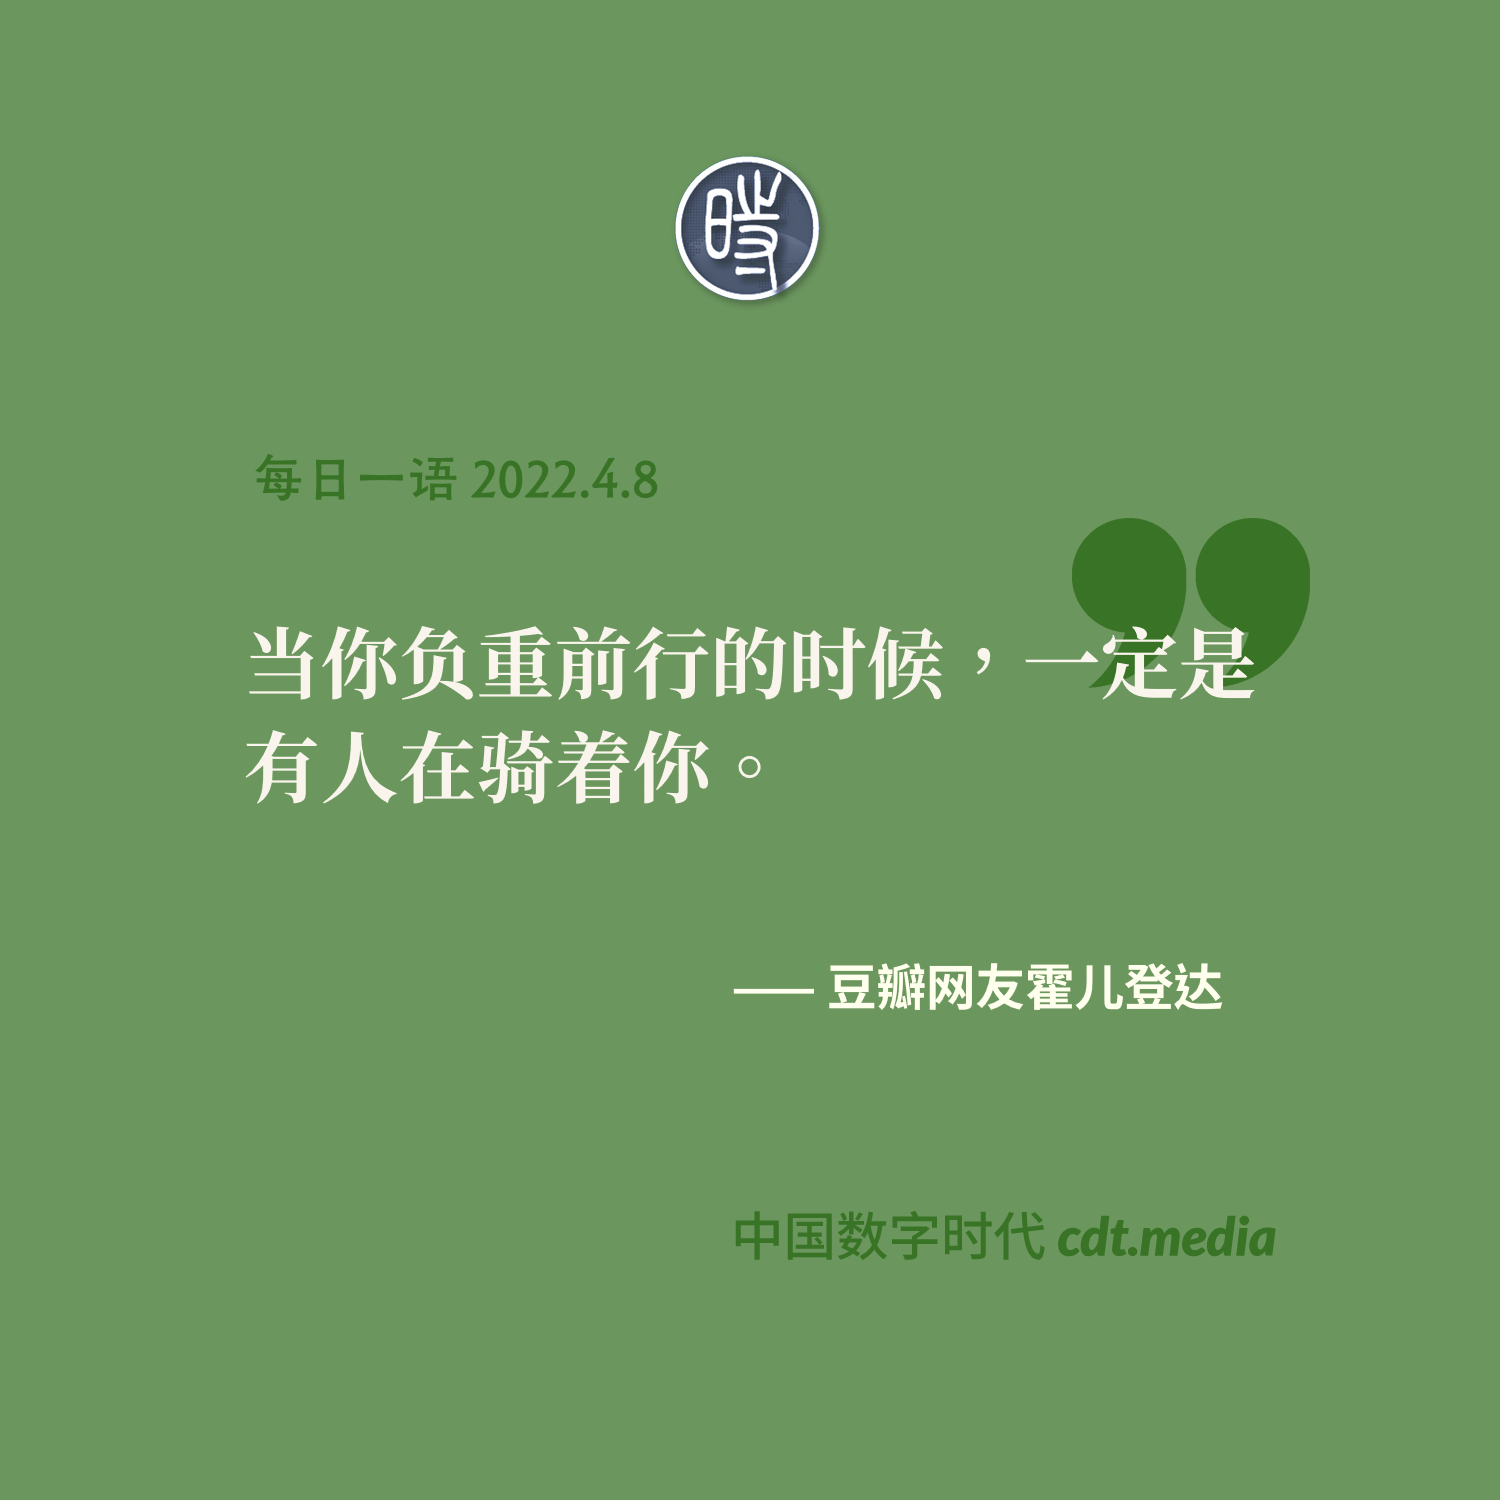 時
每日一语 2022.4.8
当你负重前行的时候，一定是
有人在骑着你。
—— 豆瓣网友霍儿登达
中国数字时代 cdt.media